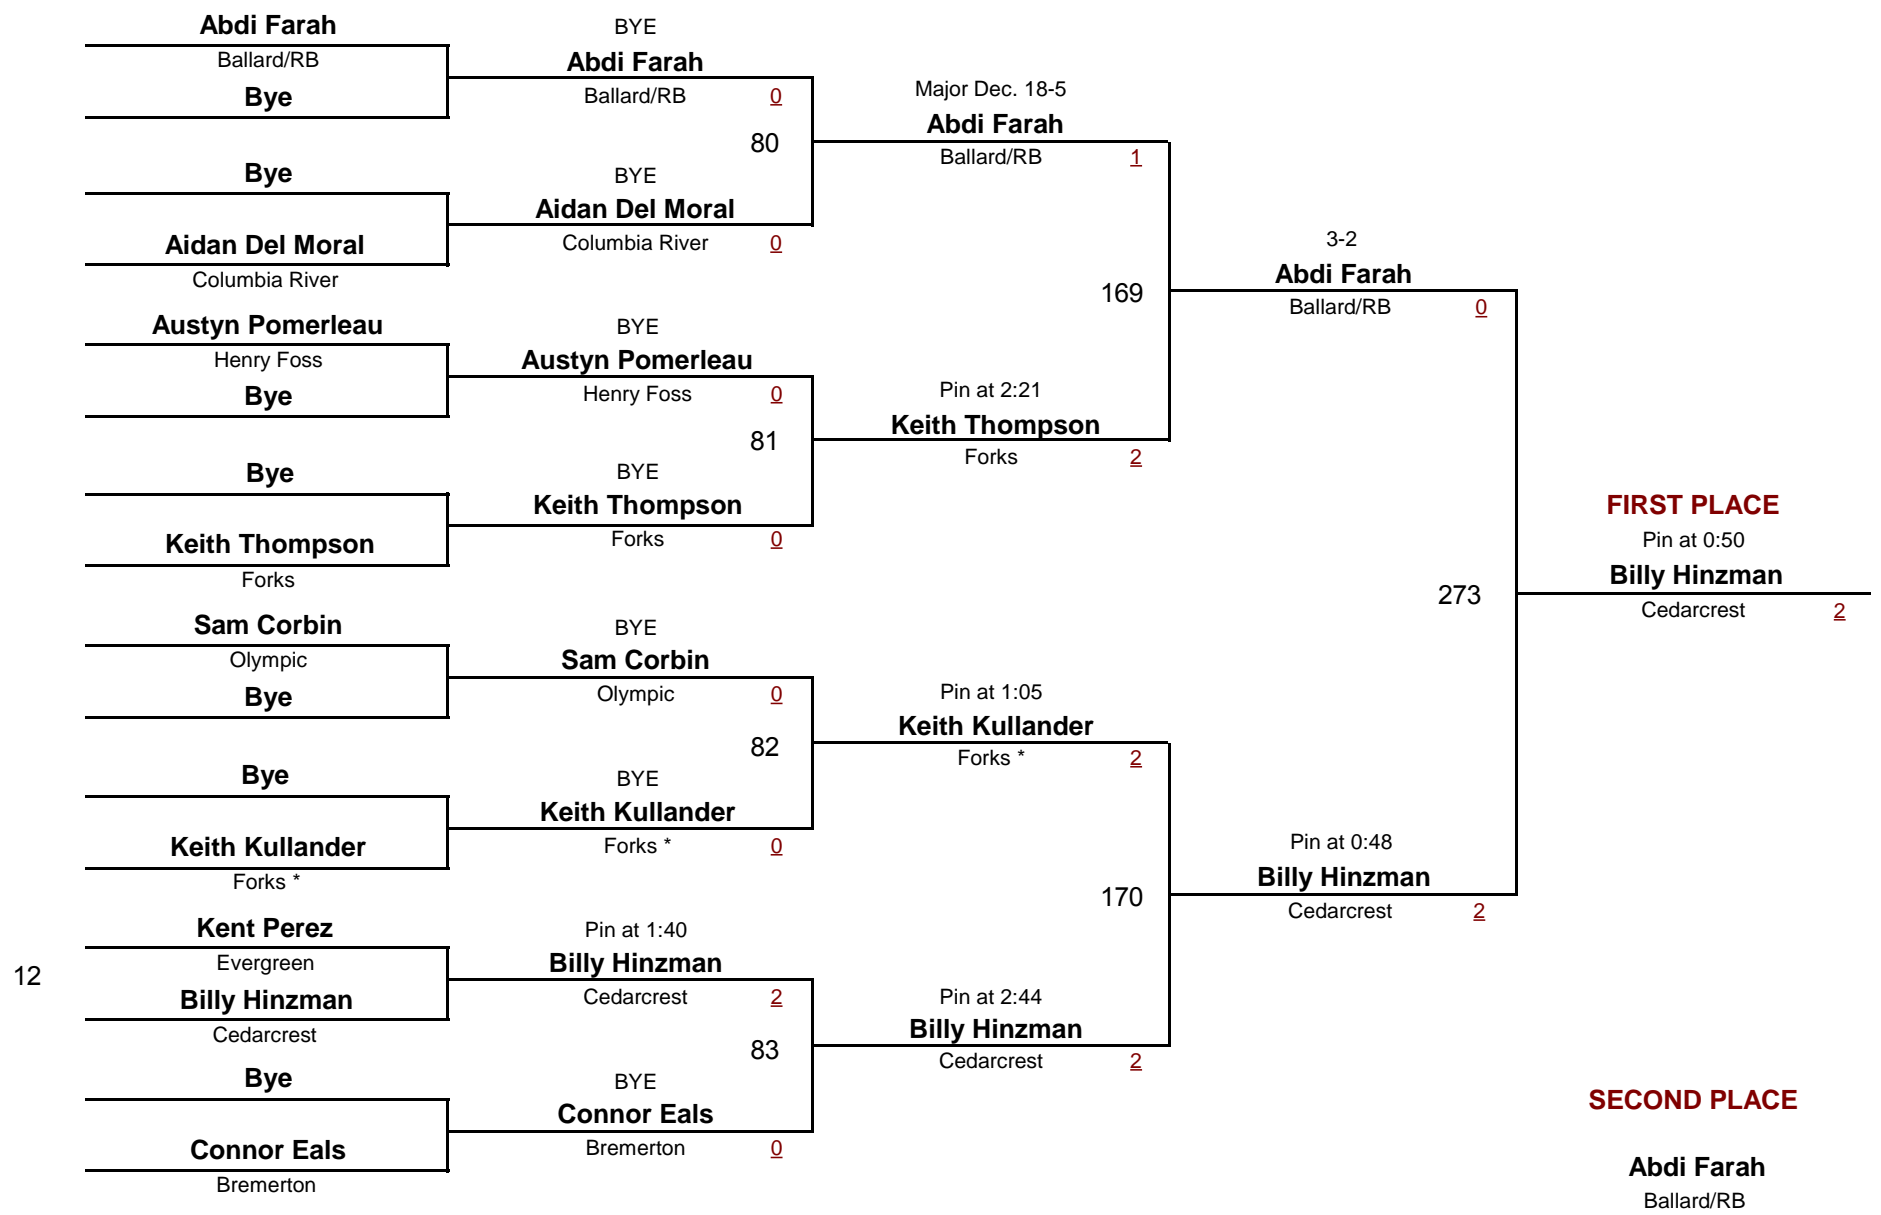 Abdi Farah
Ballard/RB
Bye
Bye
Aidan Del Moral
Columbia River
Austyn Pomerleau
Henry Foss
Bye
Bye
Keith Thompson
Forks
Sam Corbin
Olympic
Bye
Bye
Keith Kullander
Forks *
12
Kent Perez
Evergreen
Billy Hinzman
Cedarcrest
Bye
Connor Eals
Bremerton
BYE
Abdi Farah
Ballard/RB 0
80
BYE
Aidan Del Moral
Columbia River 0
BYE
Austyn Pomerleau
Henry Foss 0
81
BYE
Keith Thompson
Forks 0
BYE
Sam Corbin
Olympic 0
82
BYE
Keith Kullander
Forks * 0
Pin at 1:40
Billy Hinzman
Cedarcrest 2
83
BYE
Connor Eals
Bremerton 0
Major Dec. 18-5
Abdi Farah
Ballard/RB 1
169
Pin at 2:21
Keith Thompson
Forks 2
Pin at 1:05
Keith Kullander
Forks * 2
170
Pin at 2:44
Billy Hinzman
Cedarcrest 2
3-2
Abdi Farah
Ballard/RB 0
273
Pin at 0:48
Billy Hinzman
Cedarcrest 2
FIRST PLACE
Pin at 0:50
Billy Hinzman
Cedarcrest 2
SECOND PLACE
Abdi Farah
Ballard/RB